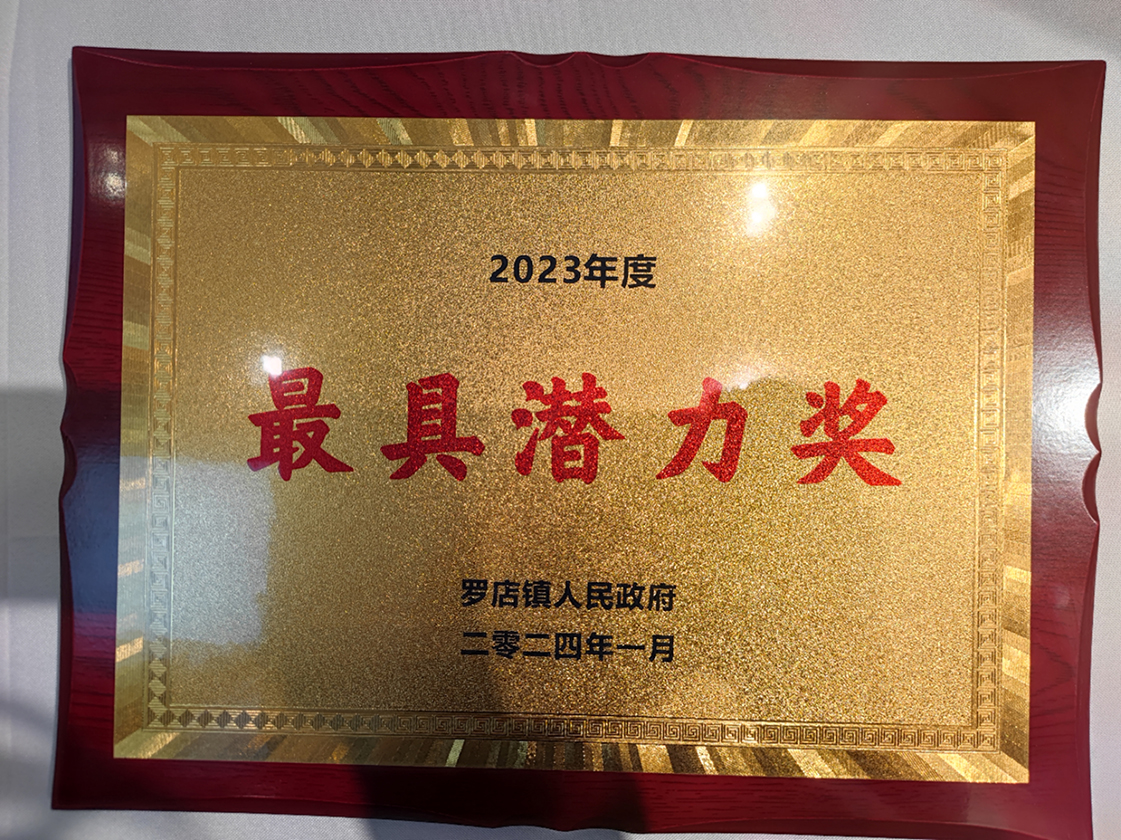 2023年度
最具潜力奖
罗店镇人民政府
二零二四年一月